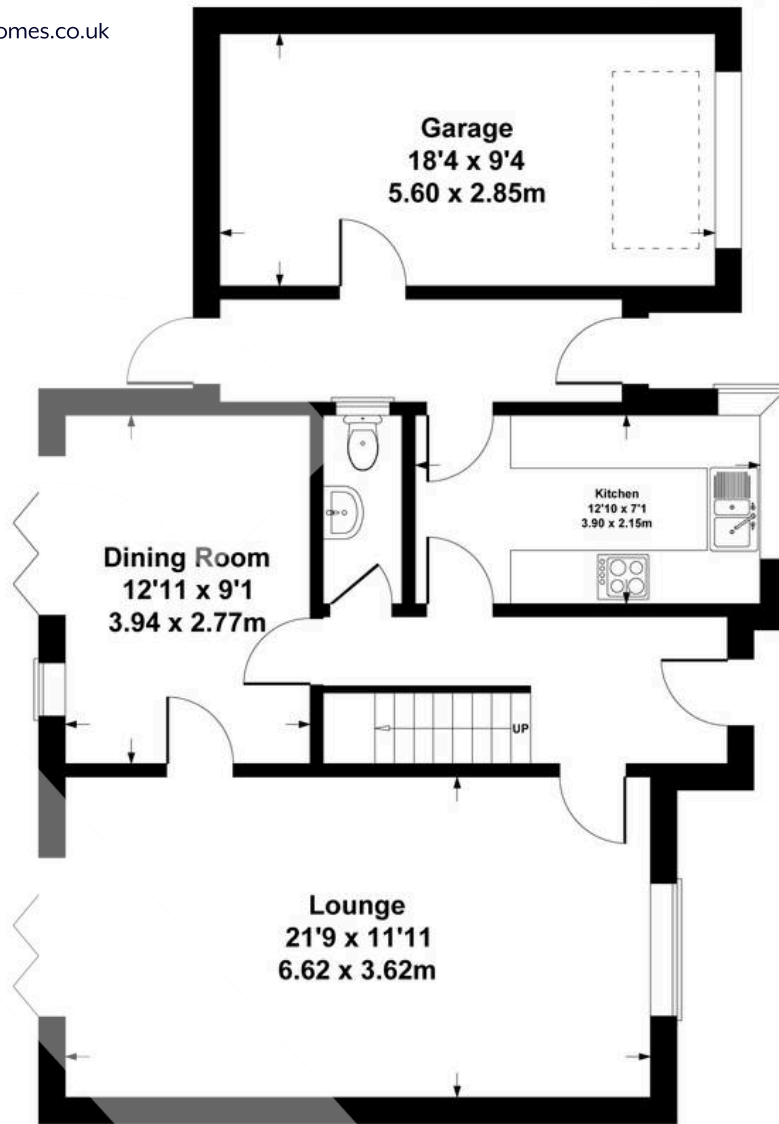 omes.co.uk
Garage
18'4 x 9'4
5.60 x 2.85m
Kitchen
12'10 x 7'1
3.90 x 2.15m
Dining Room
12'11 x 9'1
3.94 x 2.77m
UP
Lounge
21'9 x 11'11
6.62 x 3.62m